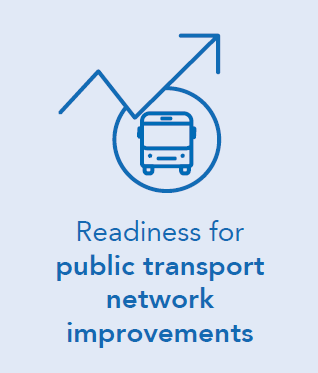 Readiness for
public transport
network
improvements